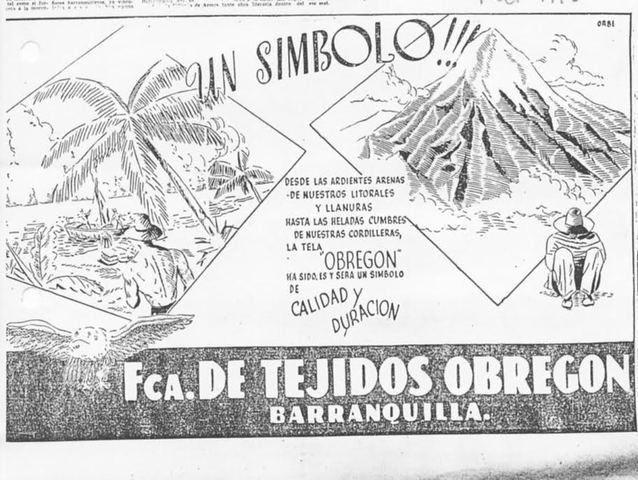 UN SIMBOLO!!!
ORBI
DESDE LAS ARDIENTES ARENAS
-DE NUESTROS LITORALES
Y LLANURAS
HASTA LAS HELADAS CUMBRES
DE NUESTRAS CORDILLERAS,
LA TELA
"OBREGON"
HA SIDO, ES Y SERA UN SIMBOLO
DE
CALIDAD Y
DURACION
FCA. DE TEJIDOS OBREGON
BARRANQUILLA.